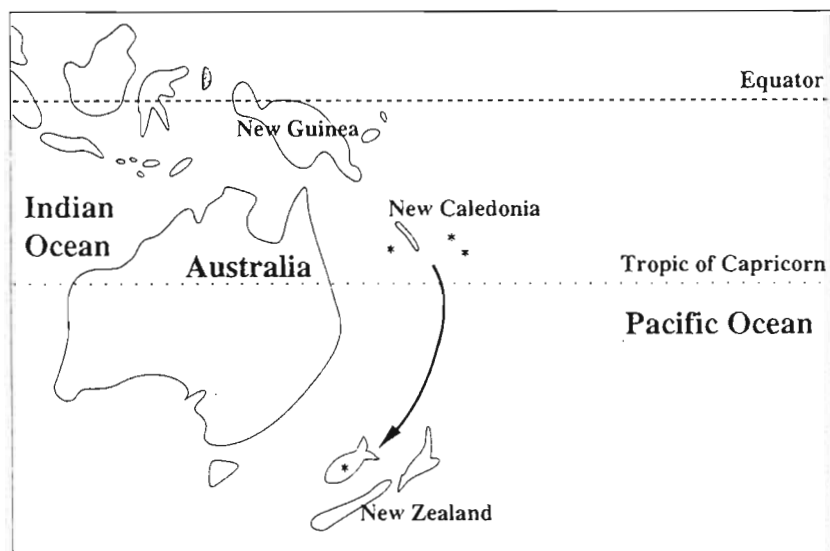 Equator
New Guinea
Indian
Ocean
New Caledonia
* *
*
Australia
Tropic of Capricorn
Pacific Ocean
*
New Zealand